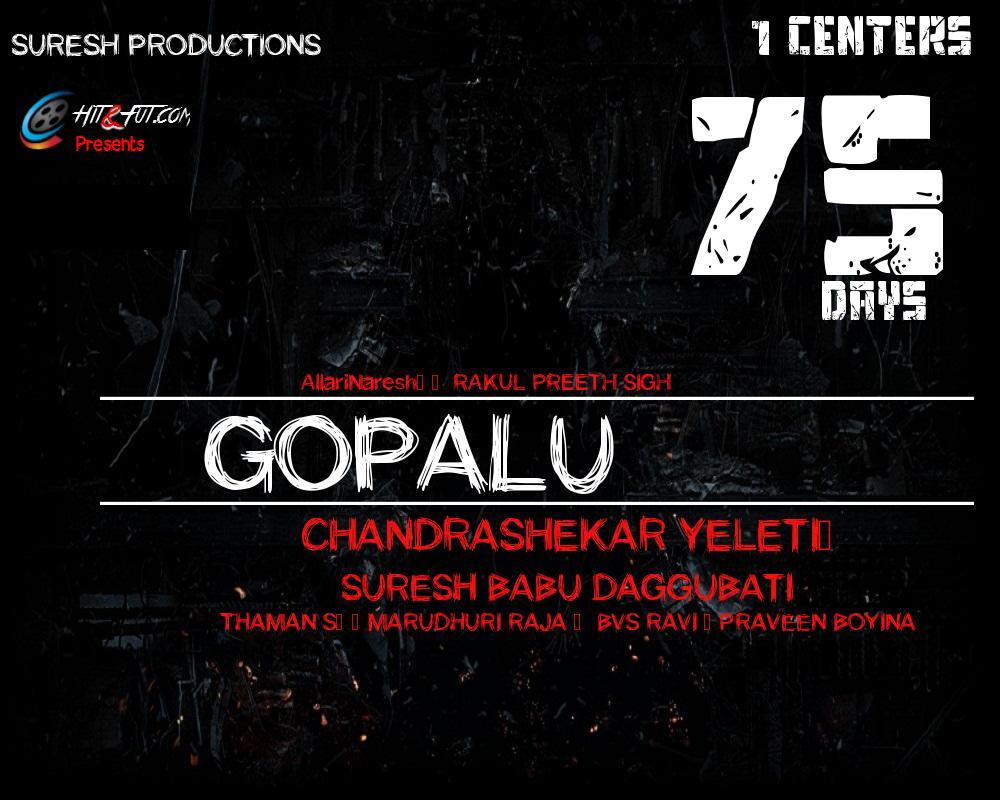 SURESH PRODUCTIONS
1 CENTERS
HIT&FUT.COM
Presents
75
DAYS
AllariNaresh▯ ▯ RAKUL PREETH SIGH
GOPALU
CHANDRASHEKAR YELETI▯
SURESH BABU DAGGUBATI
THAMAN S▯ ▯ MARUDHURI RAJA ▯ BVS RAVI ▯ PRAVEEN BOYINA